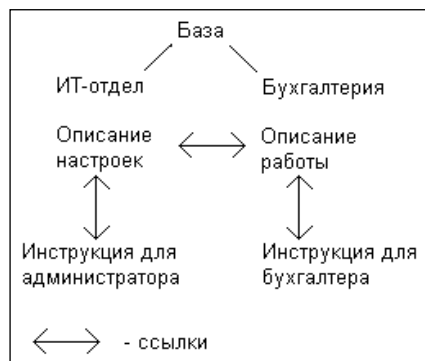 База
ИТ-отдел
Бухгалтерия
Описание
настроек
Описание
работы
Инструкция для
администратора
Инструкция для
бухгалтера
- ссылки